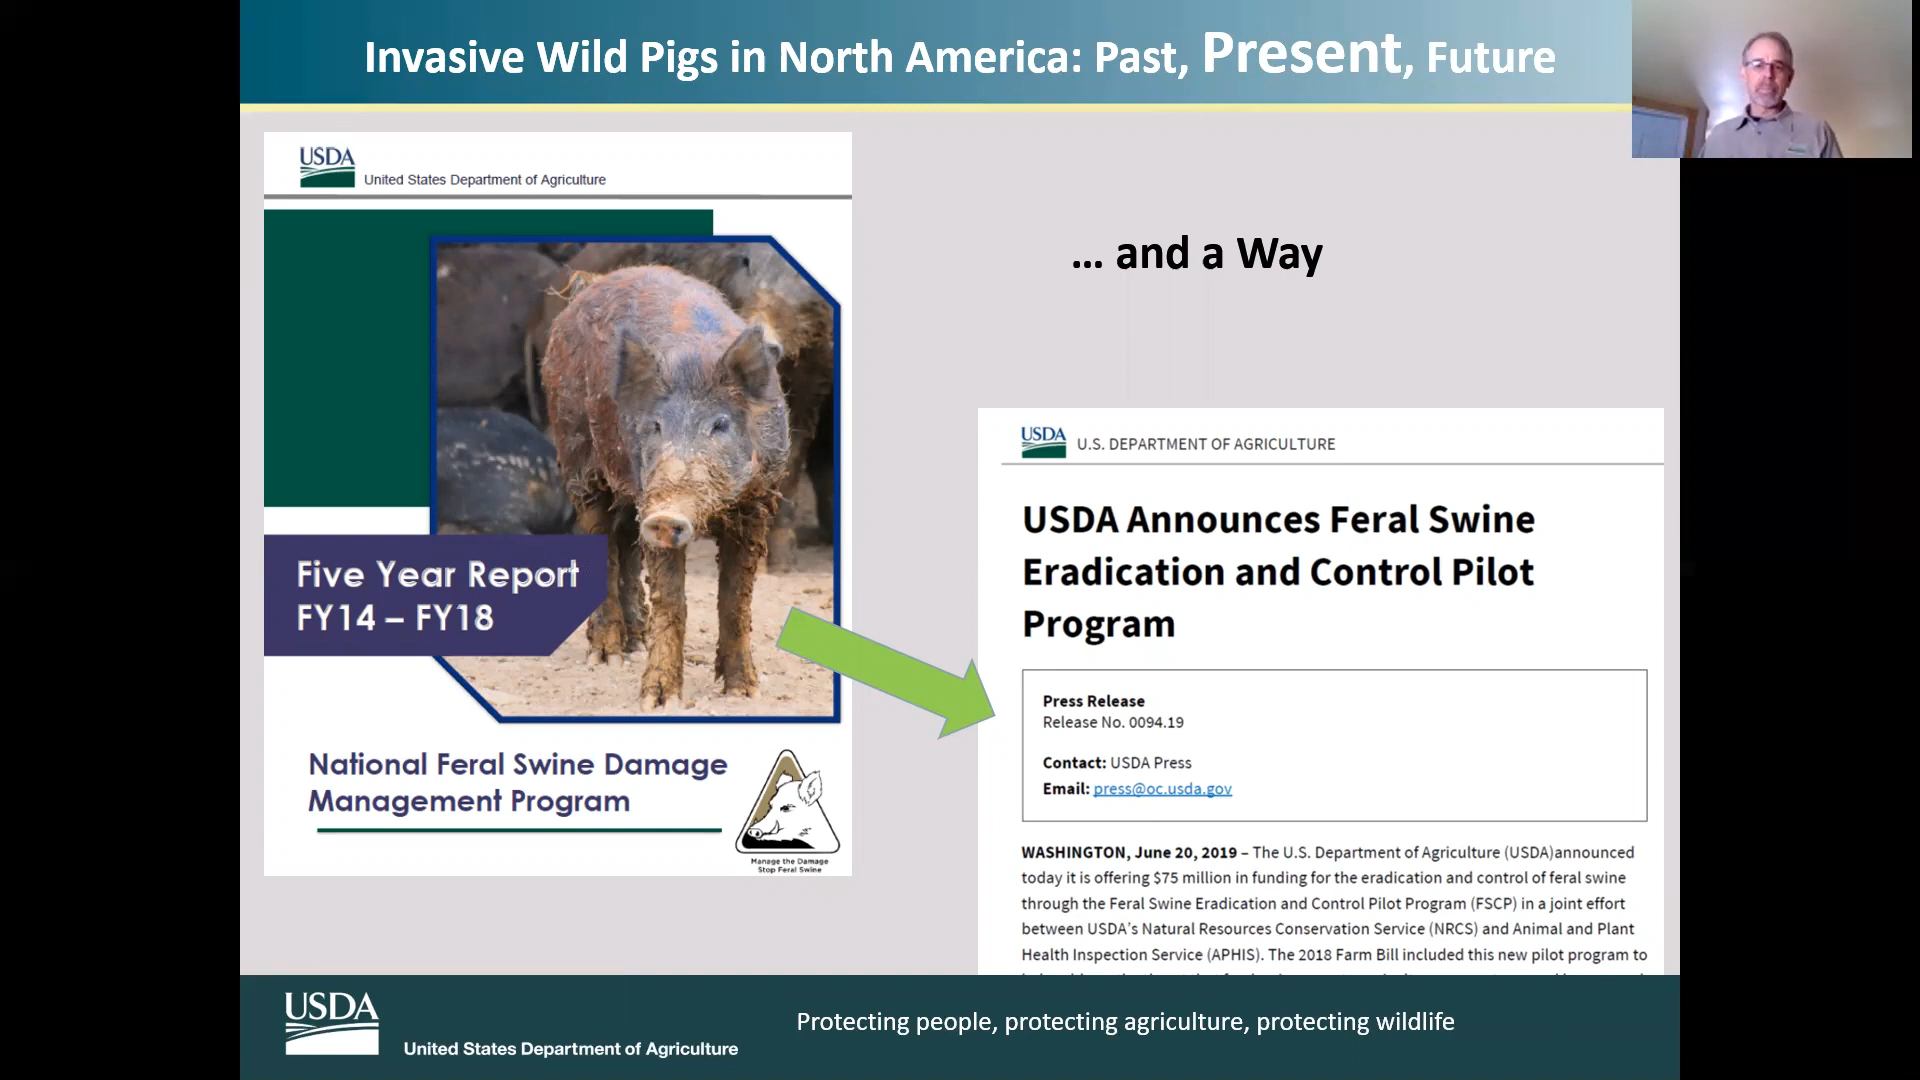 Invasive Wild Pigs in North America: Past, Present, Future
USDA
United States Department of Agriculture
Five Year Report
FY14 – FY18
National Feral Swine Damage
Management Program
Manage the Damage
Stop Feral Swine
... and a Way
USDA U.S. DEPARTMENT OF AGRICULTURE
USDA Announces Feral Swine
Eradication and Control Pilot
Program
Press Release
Release No. 0094.19
Contact: USDA Press
Email: press@oc.usda.gov
WASHINGTON, June 20, 2019 – The U.S. Department of Agriculture (USDA)announced
today it is offering $75 million in funding for the eradication and control of feral swine
through the Feral Swine Eradication and Control Pilot Program (FSCP) in a joint effort
between USDA's Natural Resources Conservation Service (NRCS) and Animal and Plant
Health Inspection Service (APHIS). The 2018 Farm Bill included this new pilot program to
USDA
United States Department of Agriculture
Protecting people, protecting agriculture, protecting wildlife